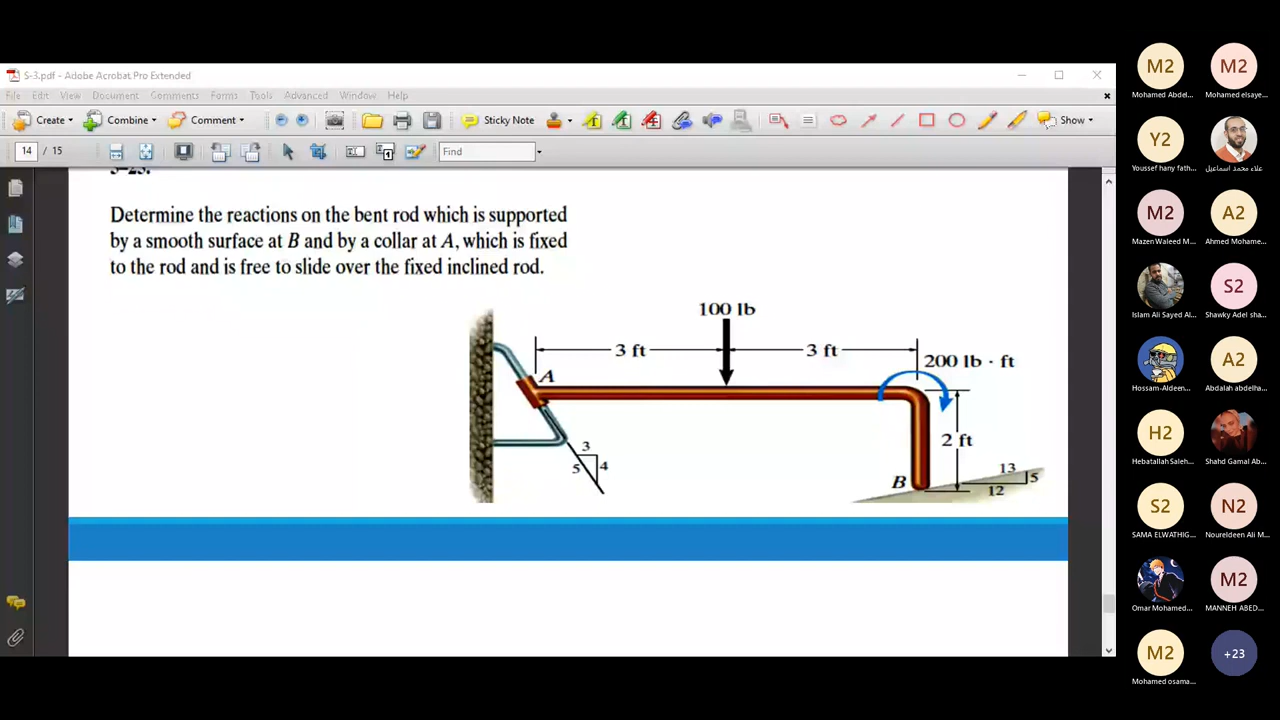 S-3.pdf - Adobe Acrobat Pro Extended
File Edit View Document Comments Forms Tools Advanced Window Help
Create Combine Comment Sticky Note Show
14 / 15 Find
Determine the reactions on the bent rod which is supported
by a smooth surface at B and by a collar at A, which is fixed
to the rod and is free to slide over the fixed inclined rod.
100 lb
3 ft 3 ft
200 lb · ft
A
2 ft
3
5 4
B
13
5
12
M2 M2
Mohamed Abdel... Mohamed elsaye...
Y2
Youssef hany fath... علاء محمد اسماعيل
M2 A2
Mazen Waleed M... Ahmed Mohame...
S2
Islam Ali Sayed Al... Shawky Adel sha...
A2
Hossam-Aldeen... Abdalah abdelha...
H2
Hebatallah Saleh... Shahd Gamal Ab...
S2 N2
SAMA ELWATHIG... Noureldeen Ali M...
M2
Omar Mohamed... MANNEH ABED...
M2 +23
Mohamed osama...